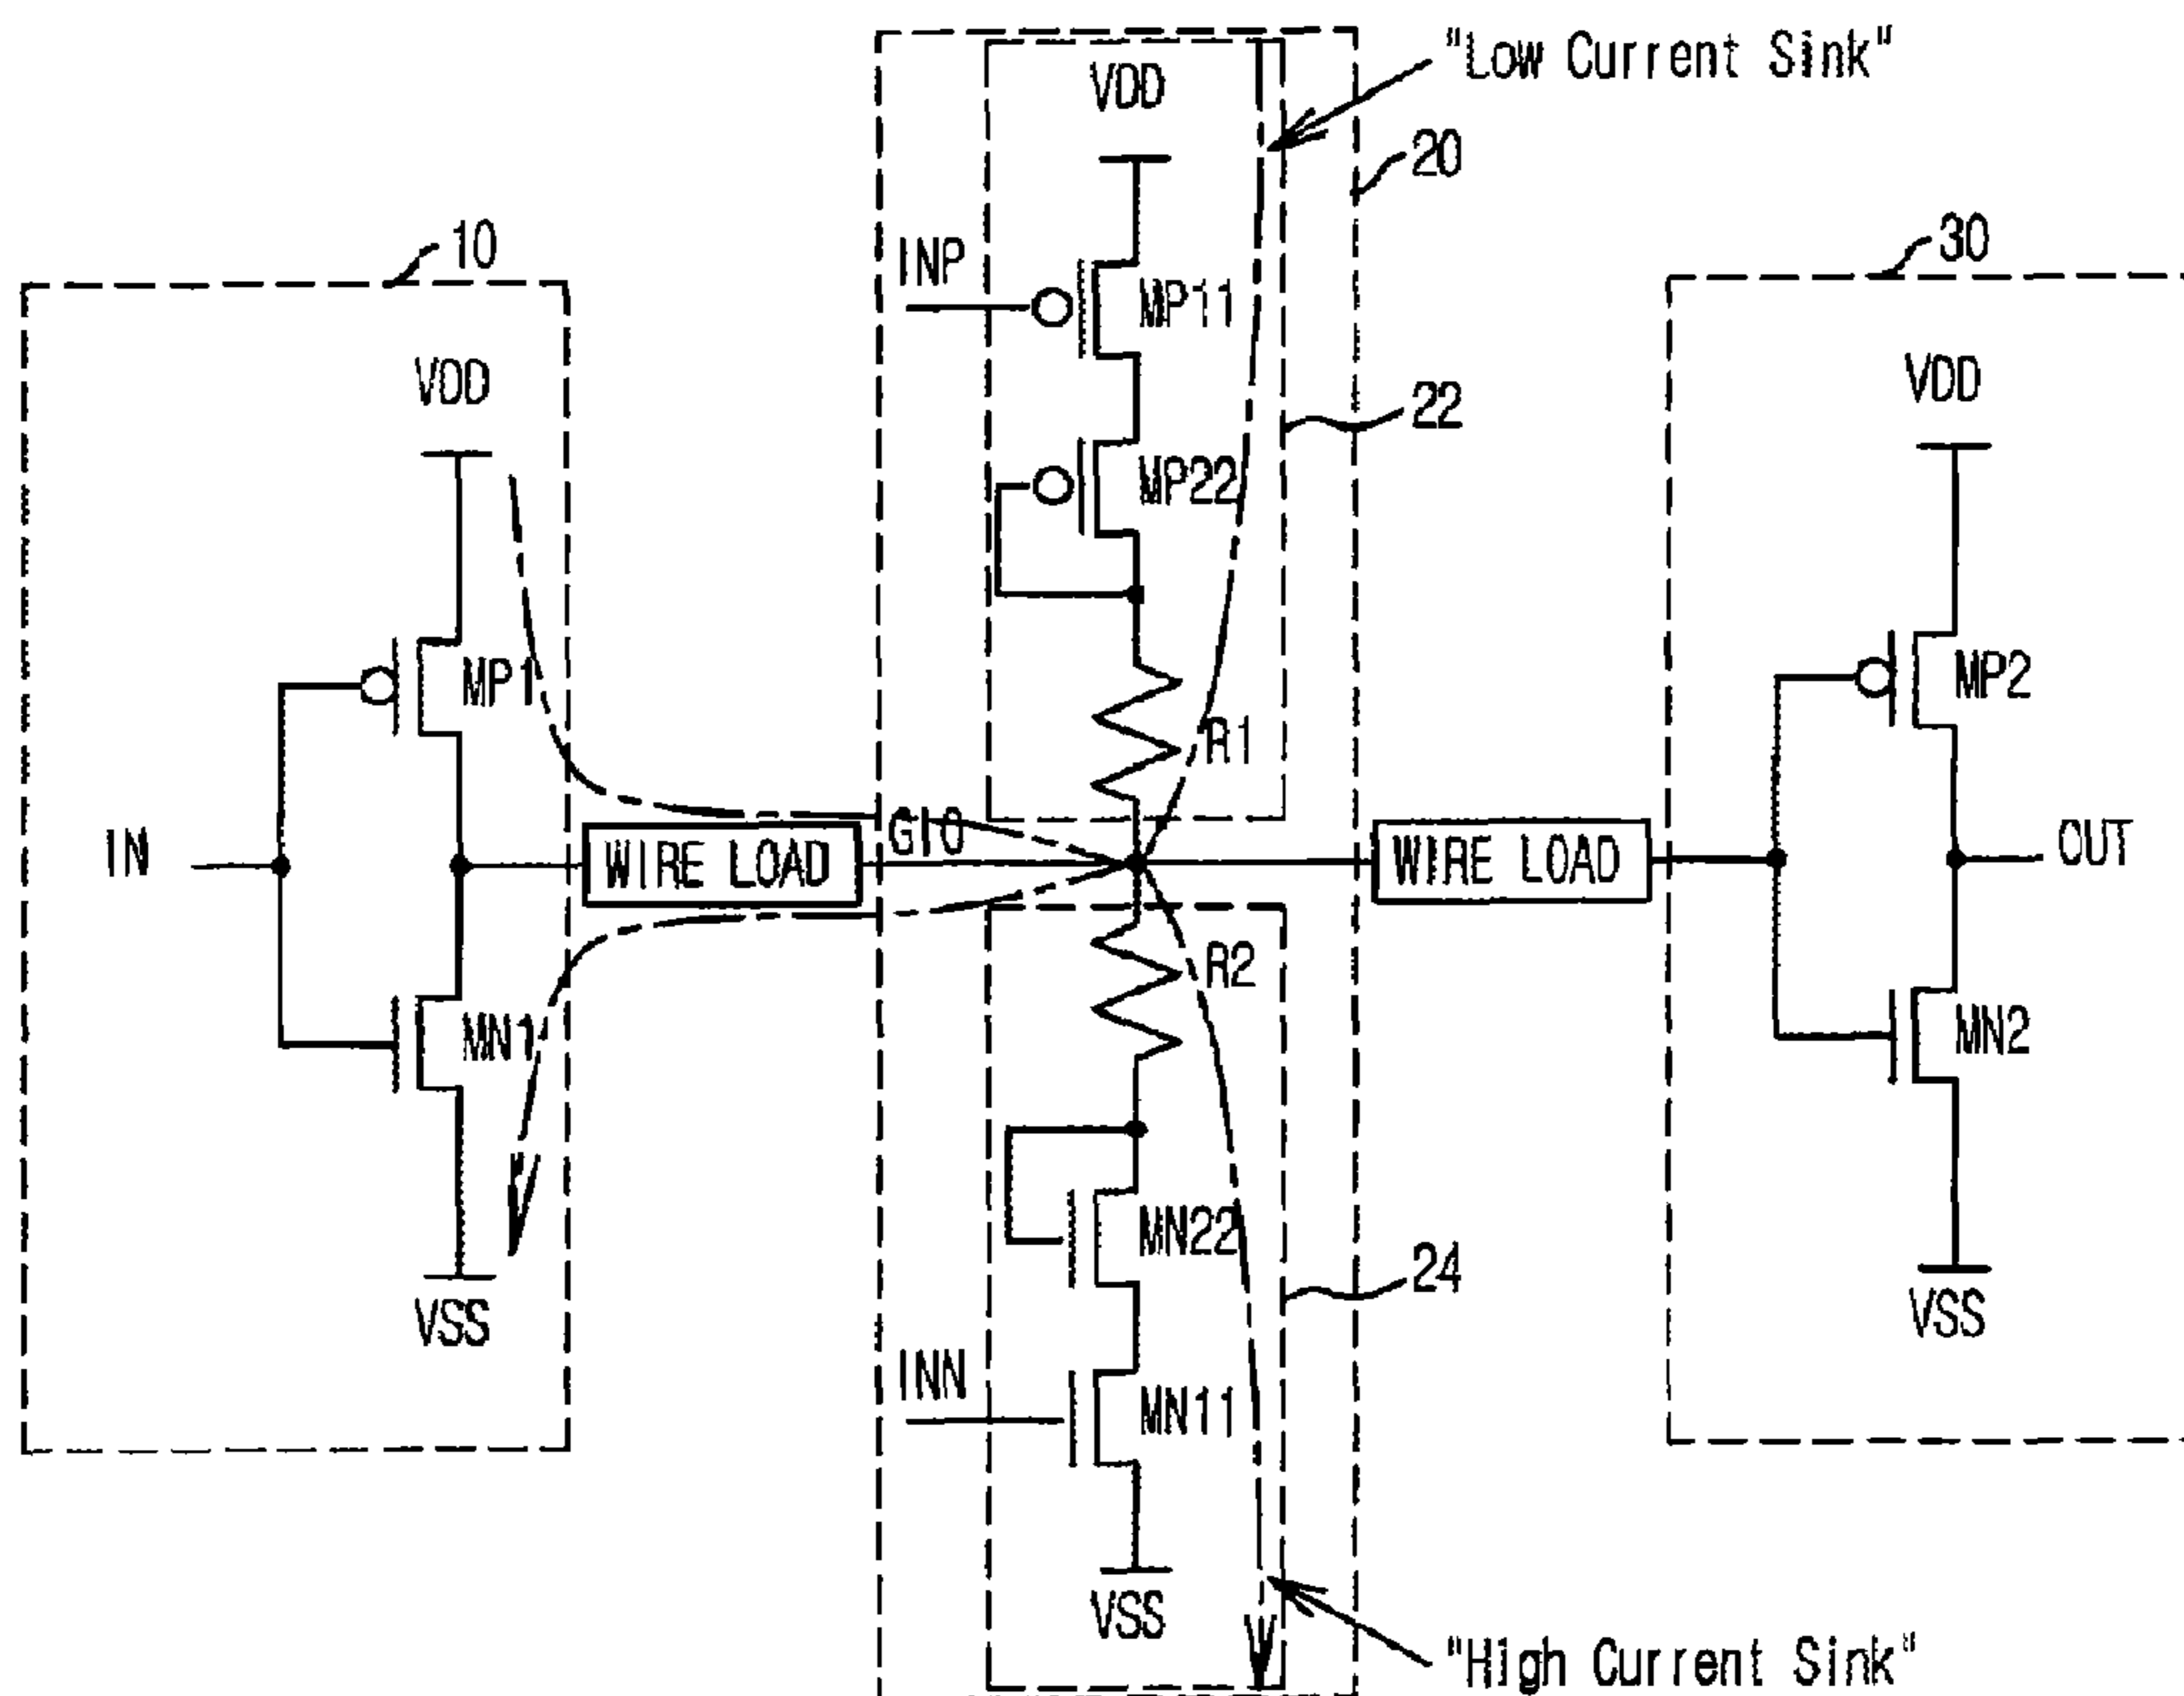 "Low Current Sink"
VDD
20
10
30
INP
MP11
VDD
VDD
22
MP22
MP1
MP2
R1
GIO
IN
WIRE LOAD
WIRE LOAD
OUT
R2
MN1
MN2
MN22
24
VSS
VSS
INN
MN11
VSS
"High Current Sink"